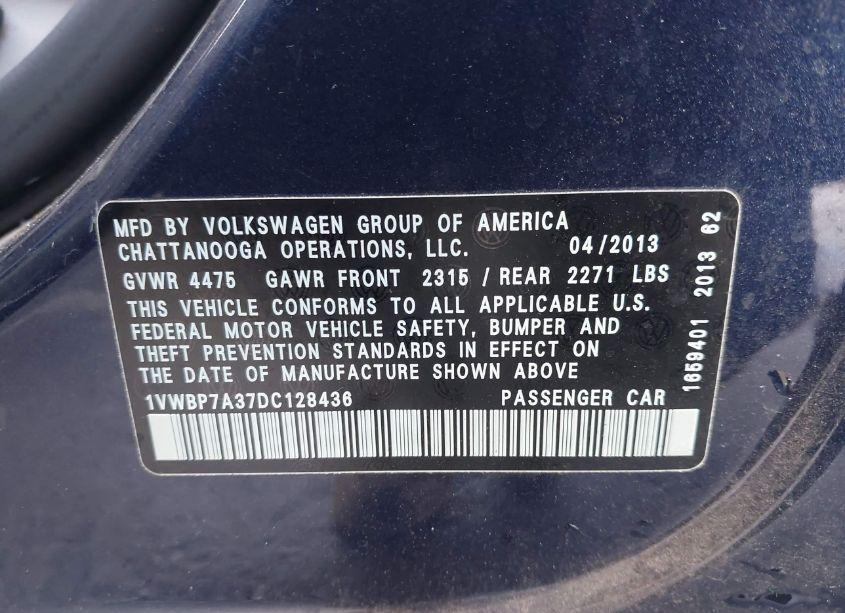 MFD BY VOLKSWAGEN GROUP OF AMERICA
CHATTANOOGA OPERATIONS, LLC. 04/2013
GVWR 4475 GAWR FRONT 2315 / REAR 2271 LBS
THIS VEHICLE CONFORMS TO ALL APPLICABLE U.S.
FEDERAL MOTOR VEHICLE SAFETY, BUMPER AND
THEFT PREVENTION STANDARDS IN EFFECT ON
THE DATE OF MANUFACTURE SHOWN ABOVE
1VWBP7A37DC128436 PASSENGER CAR
1659401 2013 62